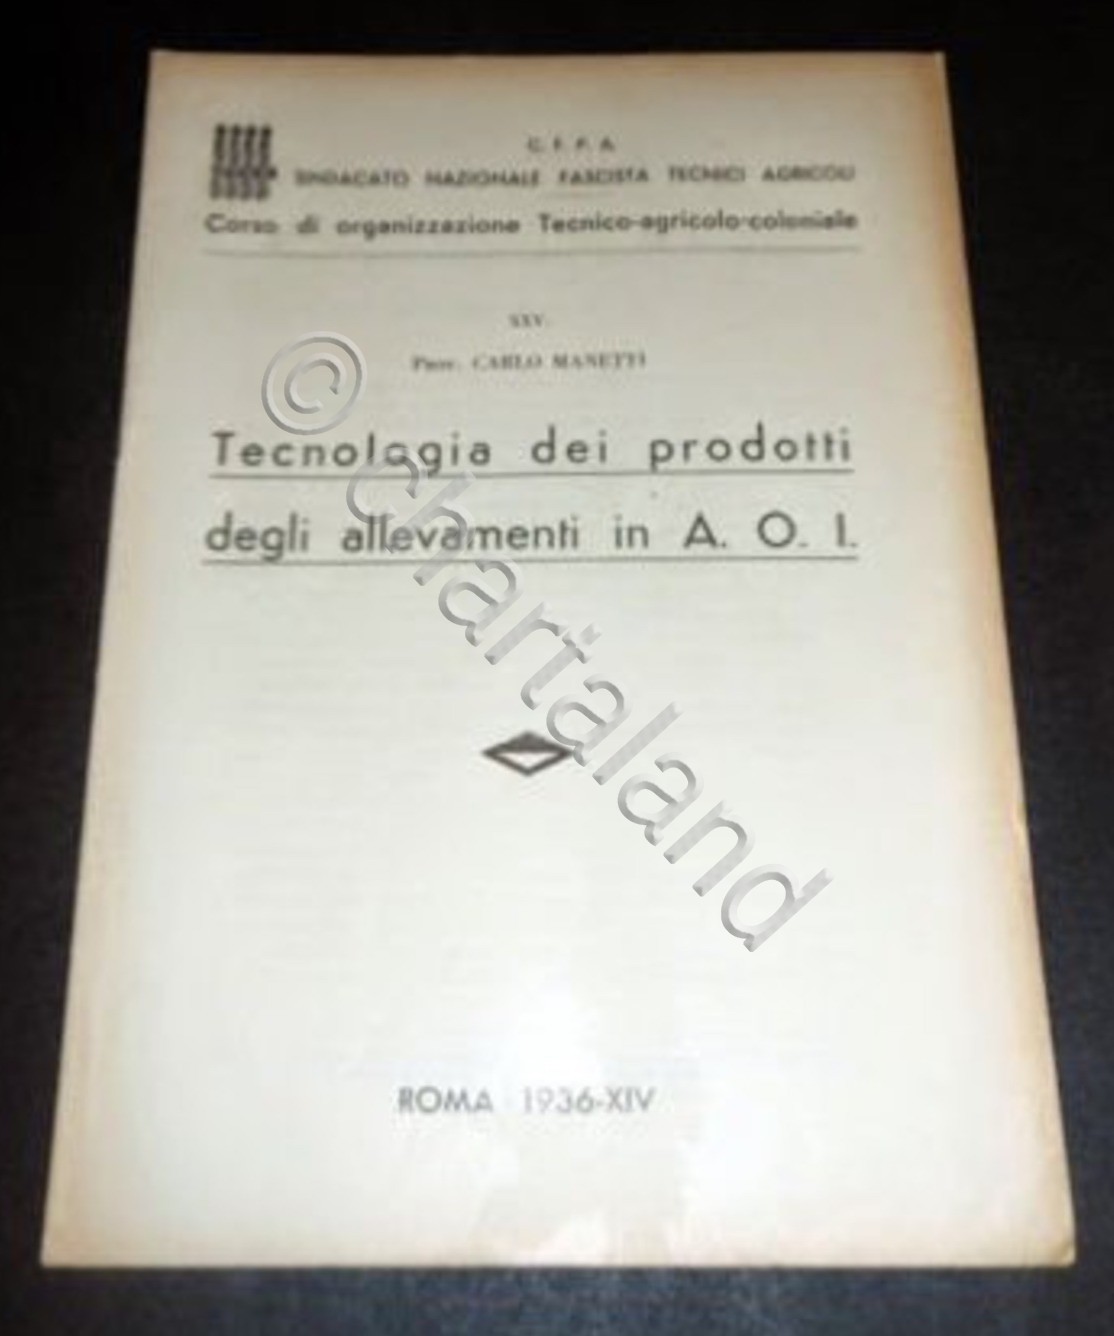 C. F. P. A.
SINDACATO NAZIONALE FASCISTA TECNICI AGRICOLI
Corso di organizzazione Tecnico-agricolo-coloniale
XXV.
Prof. CARLO MANETTI
Tecnologia dei prodotti
degli allevamenti in A. O. I.
ROMA 1936-XIV
© chartaland